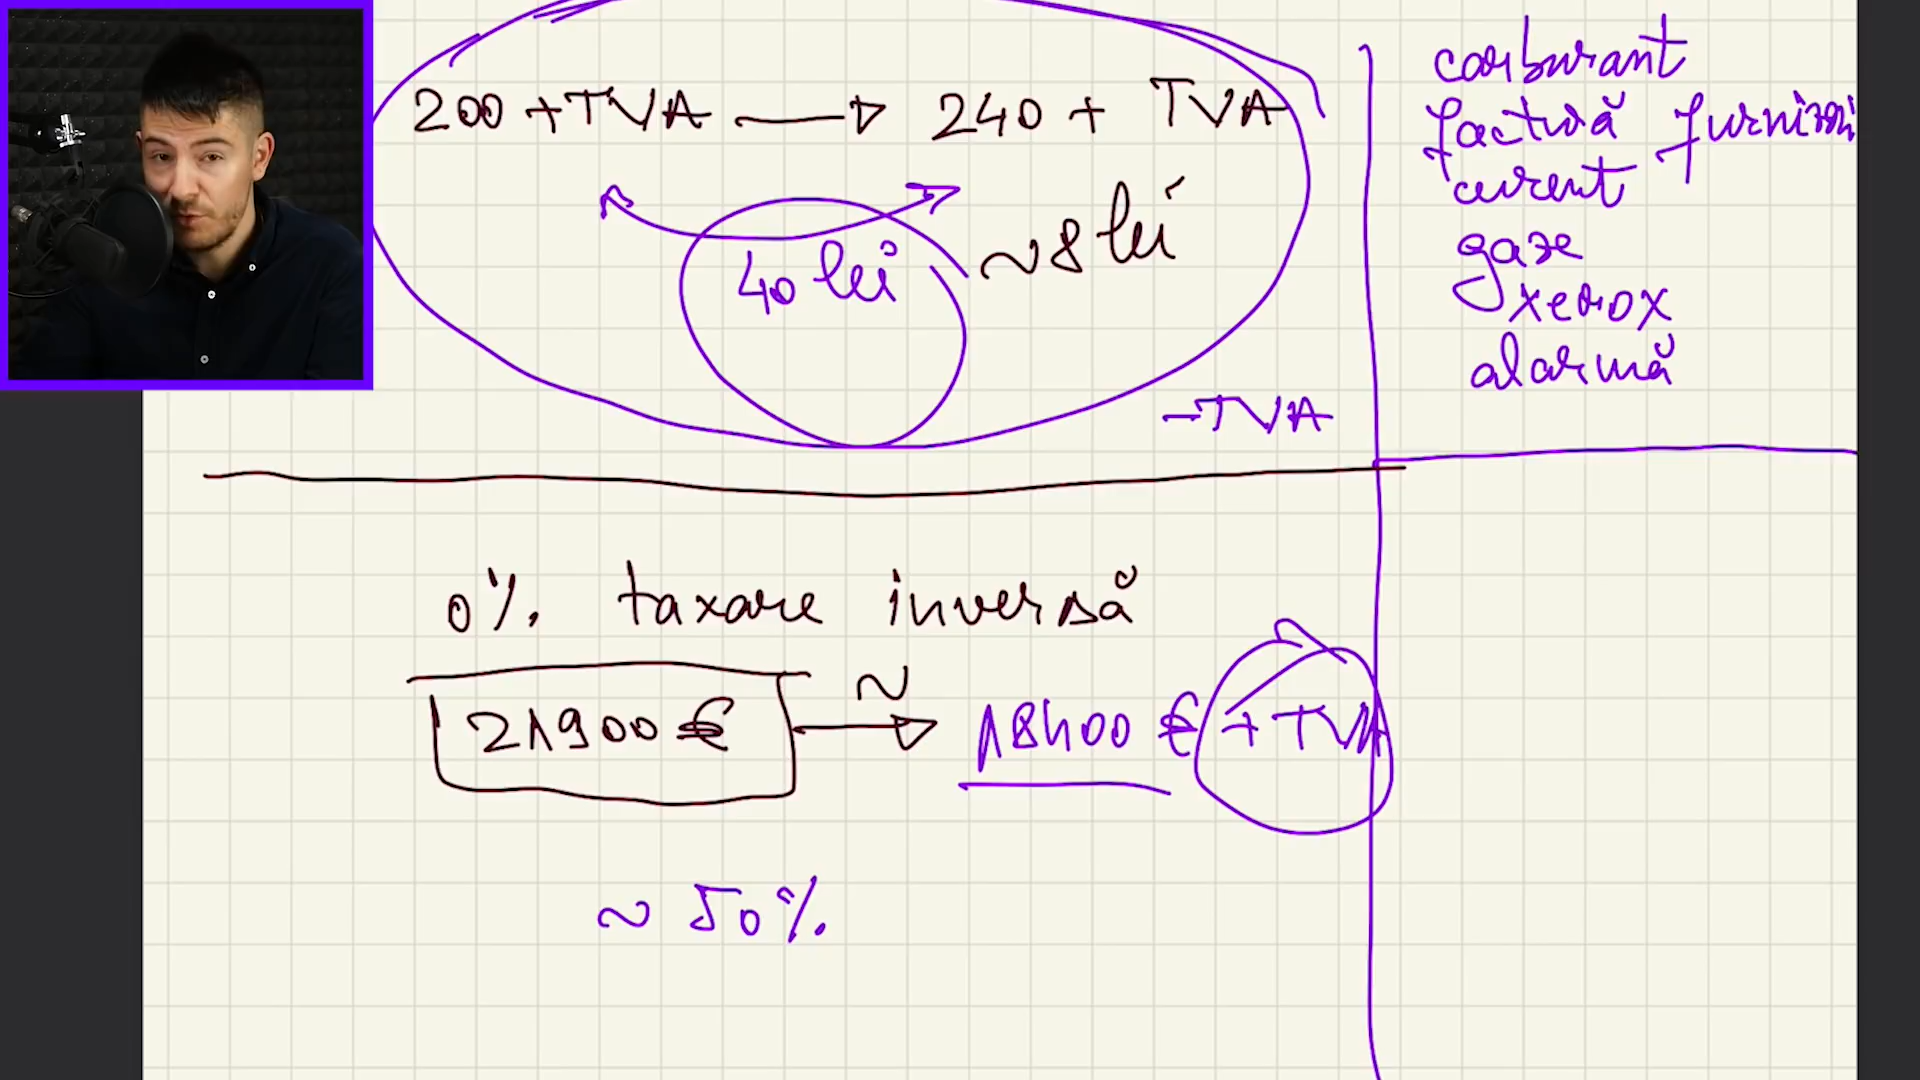 200 + TVA → 240 + TVA
40 lei
~8 lei
-TVA
carburant
factură furnizori
curent
gaze
xerox
alarmă
0% taxare inversă
21900 € ~ → 18400 € + TVA
~ 50%